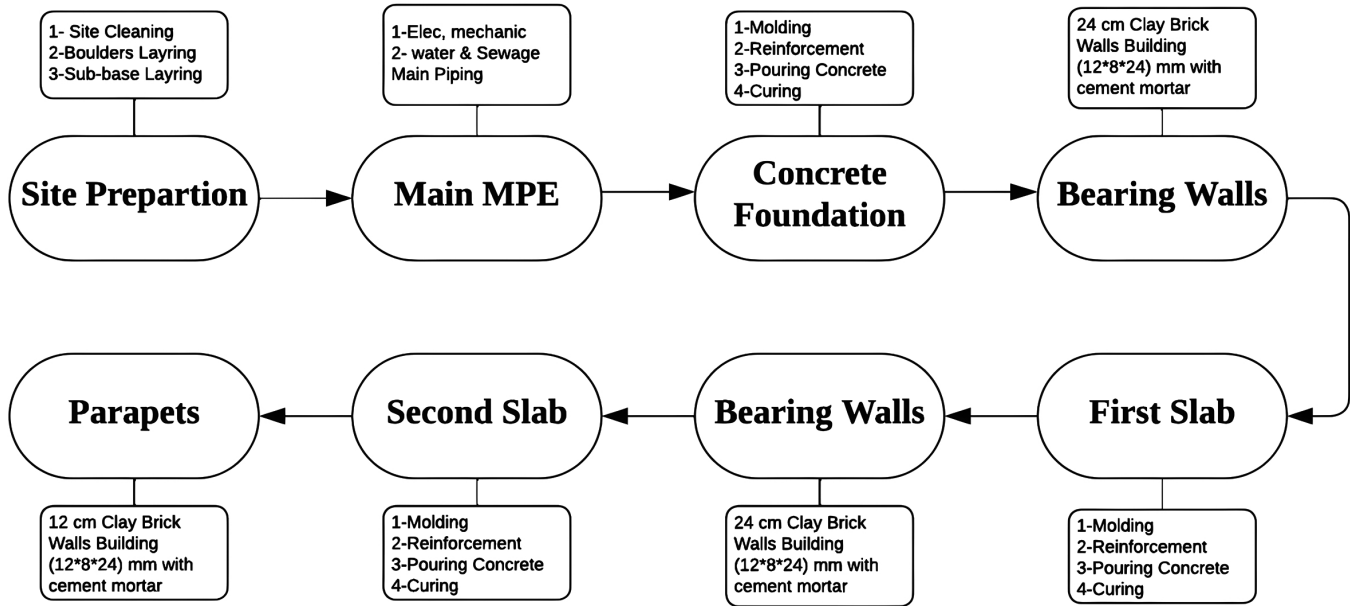 1- Site Cleaning
2-Boulders Layring
3-Sub-base Layring
1-Elec, mechanic
2- water & Sewage
Main Piping
1-Molding
2-Reinforcement
3-Pouring Concrete
4-Curing
24 cm Clay Brick
Walls Building
(12*8*24) mm with
cement mortar
Site Prepartion
Main MPE
Concrete
Foundation
Bearing Walls
Parapets
Second Slab
Bearing Walls
First Slab
12 cm Clay Brick
Walls Building
(12*8*24) mm with
cement mortar
1-Molding
2-Reinforcement
3-Pouring Concrete
4-Curing
24 cm Clay Brick
Walls Building
(12*8*24) mm with
cement mortar
1-Molding
2-Reinforcement
3-Pouring Concrete
4-Curing